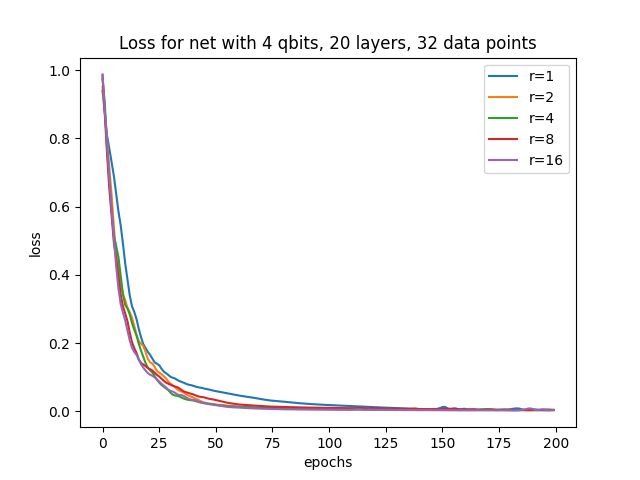 Loss for net with 4 qbits, 20 layers, 32 data points
1.0
0.8
0.6
0.4
0.2
0.0
loss
r=1
r=2
r=4
r=8
r=16
0 25 50 75 100 125 150 175 200
epochs